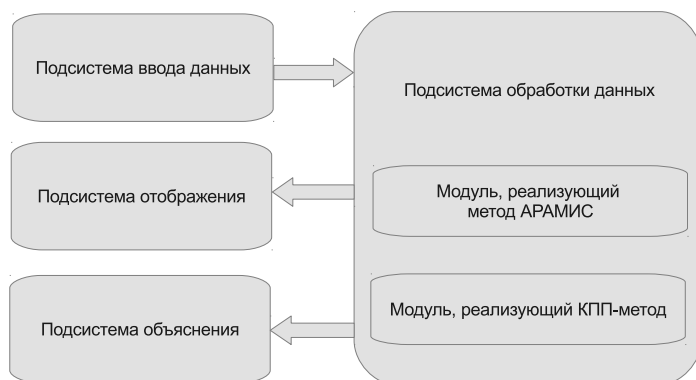 Подсистема ввода данных
Подсистема обработки данных
Подсистема отображения
Модуль, реализующий
метод АРАМИС
Подсистема объяснения
Модуль, реализующий КПП-метод